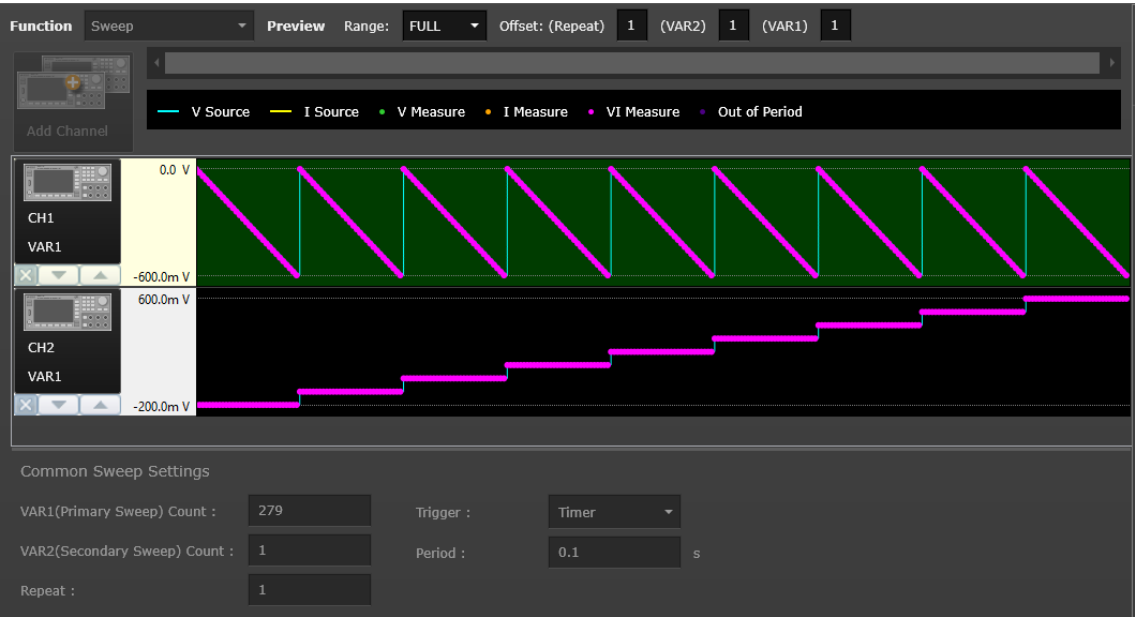 Function Sweep Preview Range: FULL Offset: (Repeat) 1 (VAR2) 1 (VAR1) 1
Add Channel
V Source I Source V Measure I Measure VI Measure Out of Period
CH1
VAR1
0.0 V
-600.0m V
CH2
VAR1
600.0m V
-200.0m V
Common Sweep Settings
VAR1(Primary Sweep) Count : 279 Trigger : Timer
VAR2(Secondary Sweep) Count : 1 Period : 0.1 s
Repeat : 1